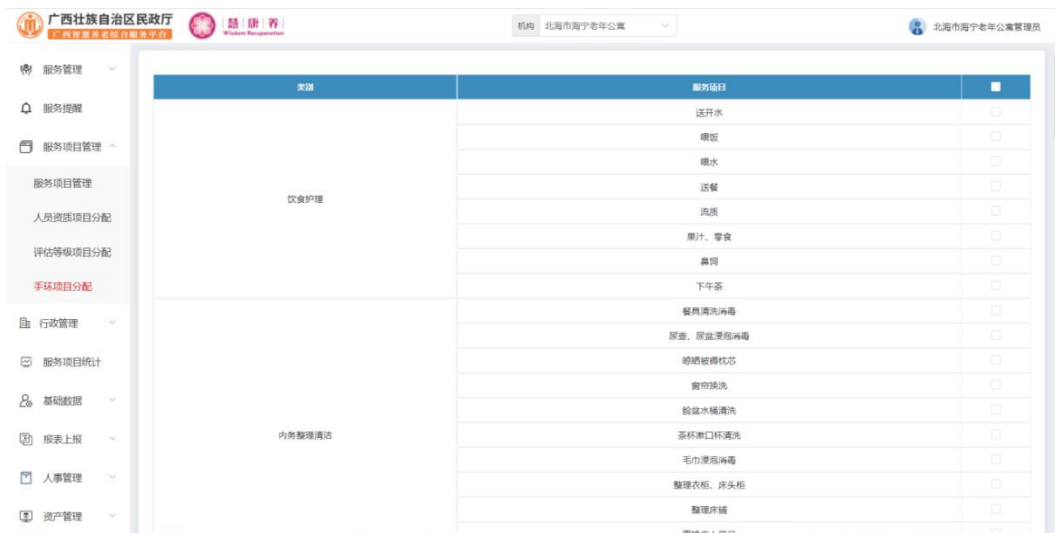 广西壮族自治区民政厅
广西智慧养老综合服务平台
慧康养
Wisdom Recuperation
机构 北海市海宁老年公寓
北海市海宁老年公寓管理员
服务管理
服务提醒
服务项目管理
服务项目管理
人员资质项目分配
评估等级项目分配
手环项目分配
行政管理
服务项目统计
基础数据
报表上报
人事管理
资产管理
类别 服务项目
饮食护理
送开水
喂饭
喂水
送餐
流质
果汁、零食
鼻饲
下午茶
内务整理清洁
餐具清洗消毒
尿壶、尿盆浸泡消毒
晾晒被褥枕芯
窗帘换洗
脸盆水桶清洗
茶杯漱口杯清洗
毛巾浸泡消毒
整理衣柜、床头柜
整理床铺